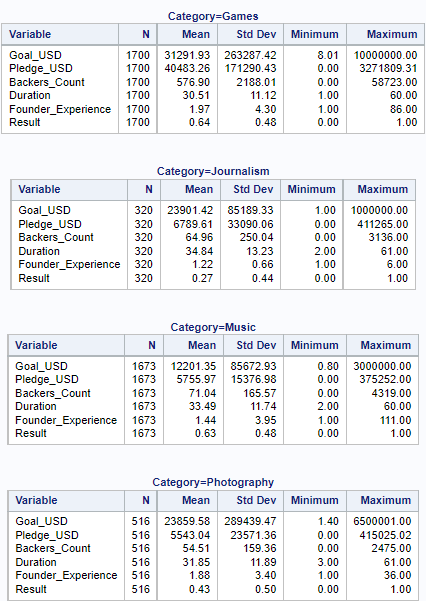 Category=Games
Variable N Mean Std Dev Minimum Maximum
Goal_USD 1700 31291.93 263287.42 8.01 10000000.00
Pledge_USD 1700 40483.26 171290.43 0.00 3271809.31
Backers_Count 1700 576.90 2188.01 0.00 58723.00
Duration 1700 30.51 11.12 1.00 60.00
Founder_Experience 1700 1.97 4.30 1.00 86.00
Result 1700 0.64 0.48 0.00 1.00
Category=Journalism
Variable N Mean Std Dev Minimum Maximum
Goal_USD 320 23901.42 85189.33 1.00 1000000.00
Pledge_USD 320 6789.61 33090.06 0.00 411265.00
Backers_Count 320 64.96 250.04 0.00 3136.00
Duration 320 34.84 13.23 2.00 61.00
Founder_Experience 320 1.22 0.66 1.00 6.00
Result 320 0.27 0.44 0.00 1.00
Category=Music
Variable N Mean Std Dev Minimum Maximum
Goal_USD 1673 12201.35 85672.93 0.80 3000000.00
Pledge_USD 1673 5755.97 15376.98 0.00 375252.00
Backers_Count 1673 71.04 165.57 0.00 4319.00
Duration 1673 33.49 11.74 2.00 60.00
Founder_Experience 1673 1.44 3.95 1.00 111.00
Result 1673 0.63 0.48 0.00 1.00
Category=Photography
Variable N Mean Std Dev Minimum Maximum
Goal_USD 516 23859.58 289439.47 1.40 6500001.00
Pledge_USD 516 5543.04 23571.36 0.00 415025.02
Backers_Count 516 54.51 159.36 0.00 2475.00
Duration 516 31.85 11.89 3.00 61.00
Founder_Experience 516 1.88 3.40 1.00 36.00
Result 516 0.43 0.50 0.00 1.00